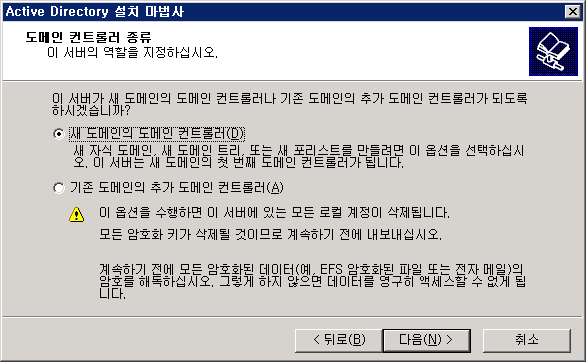 Active Directory 설치 마법사
도메인 컨트롤러 종류
이 서버의 역할을 지정하십시오.
이 서버가 새 도메인의 도메인 컨트롤러나 기존 도메인의 추가 도메인 컨트롤러가 되도록
하시겠습니까?
새 도메인의 도메인 컨트롤러(D)
새 자식 도메인, 새 도메인 트리, 또는 새 포리스트를 만들려면 이 옵션을 선택하십시
오. 이 서버는 새 도메인의 첫 번째 도메인 컨트롤러가 됩니다.
기존 도메인의 추가 도메인 컨트롤러(A)
이 옵션을 수행하면 이 서버에 있는 모든 로컬 계정이 삭제됩니다.
모든 암호화 키가 삭제될 것이므로 계속하기 전에 내보내십시오.
계속하기 전에 모든 암호화된 데이터(예, EFS 암호화된 파일 또는 전자 메일)의
암호를 해독하십시오. 그렇게 하지 않으면 데이터를 영구히 액세스할 수 없게 됩
니다.
< 뒤로(B) 다음(N) > 취소